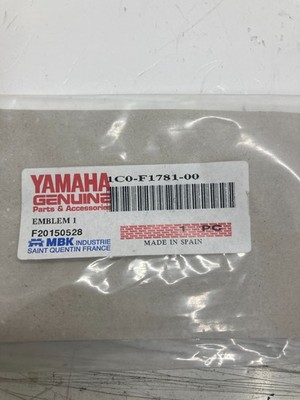 YAMAHA
GENUINE
Parts & Accessories
1C0-F1781-00
EMBLEM 1
F20150528
MBK INDUSTRIE
SAINT QUENTIN FRANCE
1 PC
MADE IN SPAIN